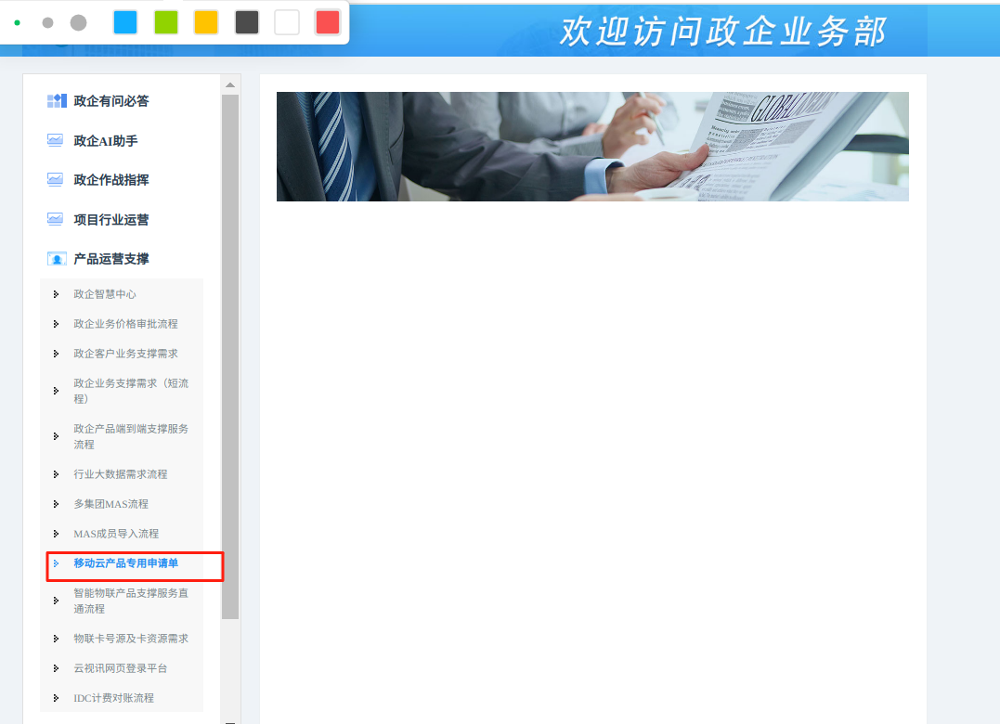 欢迎访问政企业务部
政企有问必答
政企AI助手
政企作战指挥
项目行业运营
产品运营支撑
政企智慧中心
政企业务价格审批流程
政企客户业务支撑需求
政企业务支撑需求（短流
程）
政企产品端到端支撑服务
流程
行业大数据需求流程
多集团MAS流程
MAS成员导入流程
移动云产品专用申请单
智能物联产品支撑服务直
通流程
物联卡号源及卡资源需求
云视讯网页登录平台
IDC计费对账流程
GLOBAL